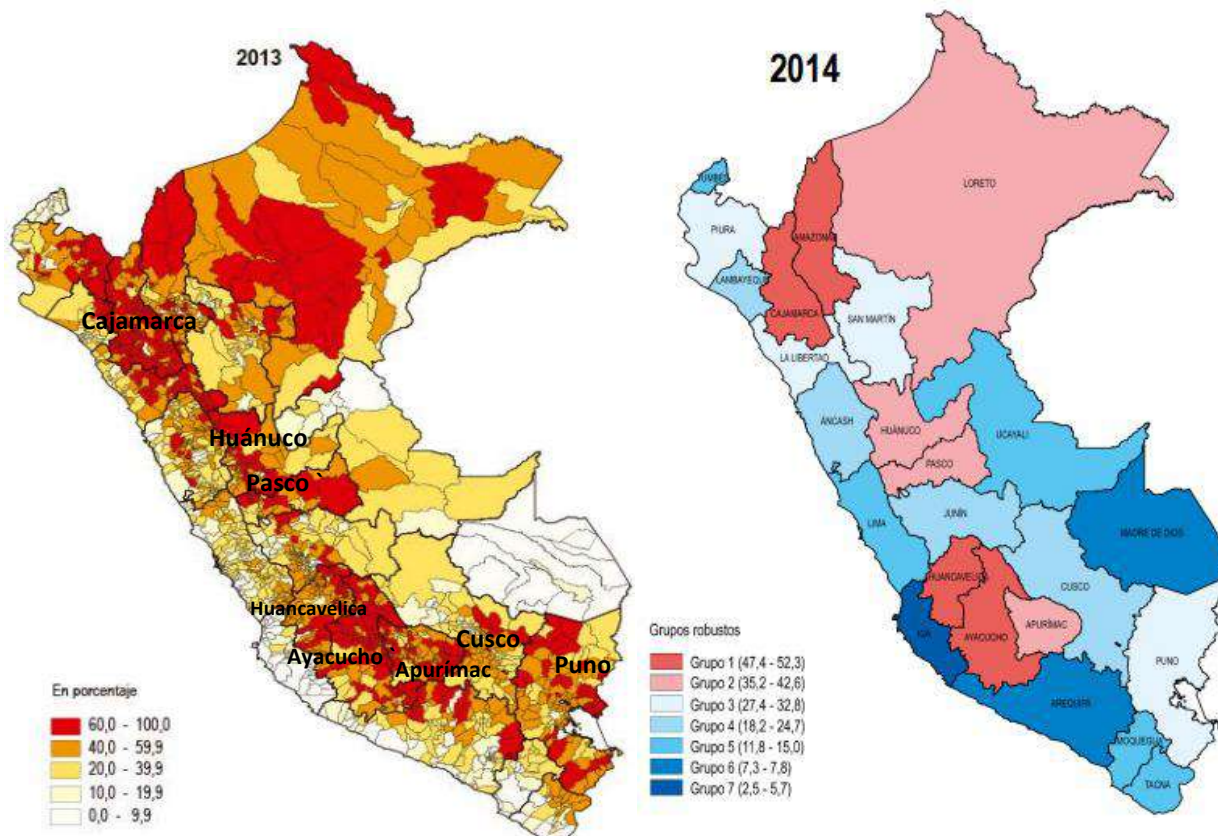 2013
Cajamarca
Huánuco
Pasco
Huancavelica
Ayacucho
Apurímac
Cusco
Puno
En porcentaje
60,0 - 100,0
40,0 - 59,9
20,0 - 39,9
10,0 - 19,9
0,0 - 9,9
2014
TUMBES
PIURA
LORETO
AMAZONAS
LAMBAYEQUE
CAJAMARCA
SAN MARTÍN
LA LIBERTAD
ÁNCASH
HUÁNUCO
UCAYALI
PASCO
JUNÍN
LIMA
MADRE DE DIOS
HUANCAVELICA
CUSCO
ICA
AYACUCHO
APURÍMAC
PUNO
AREQUIPA
MOQUEGUA
TACNA
Grupos robustos
Grupo 1 (47,4 - 52,3)
Grupo 2 (35,2 - 42,6)
Grupo 3 (27,4 - 32,8)
Grupo 4 (18,2 - 24,7)
Grupo 5 (11,8 - 15,0)
Grupo 6 (7,3 - 7,8)
Grupo 7 (2,5 - 5,7)